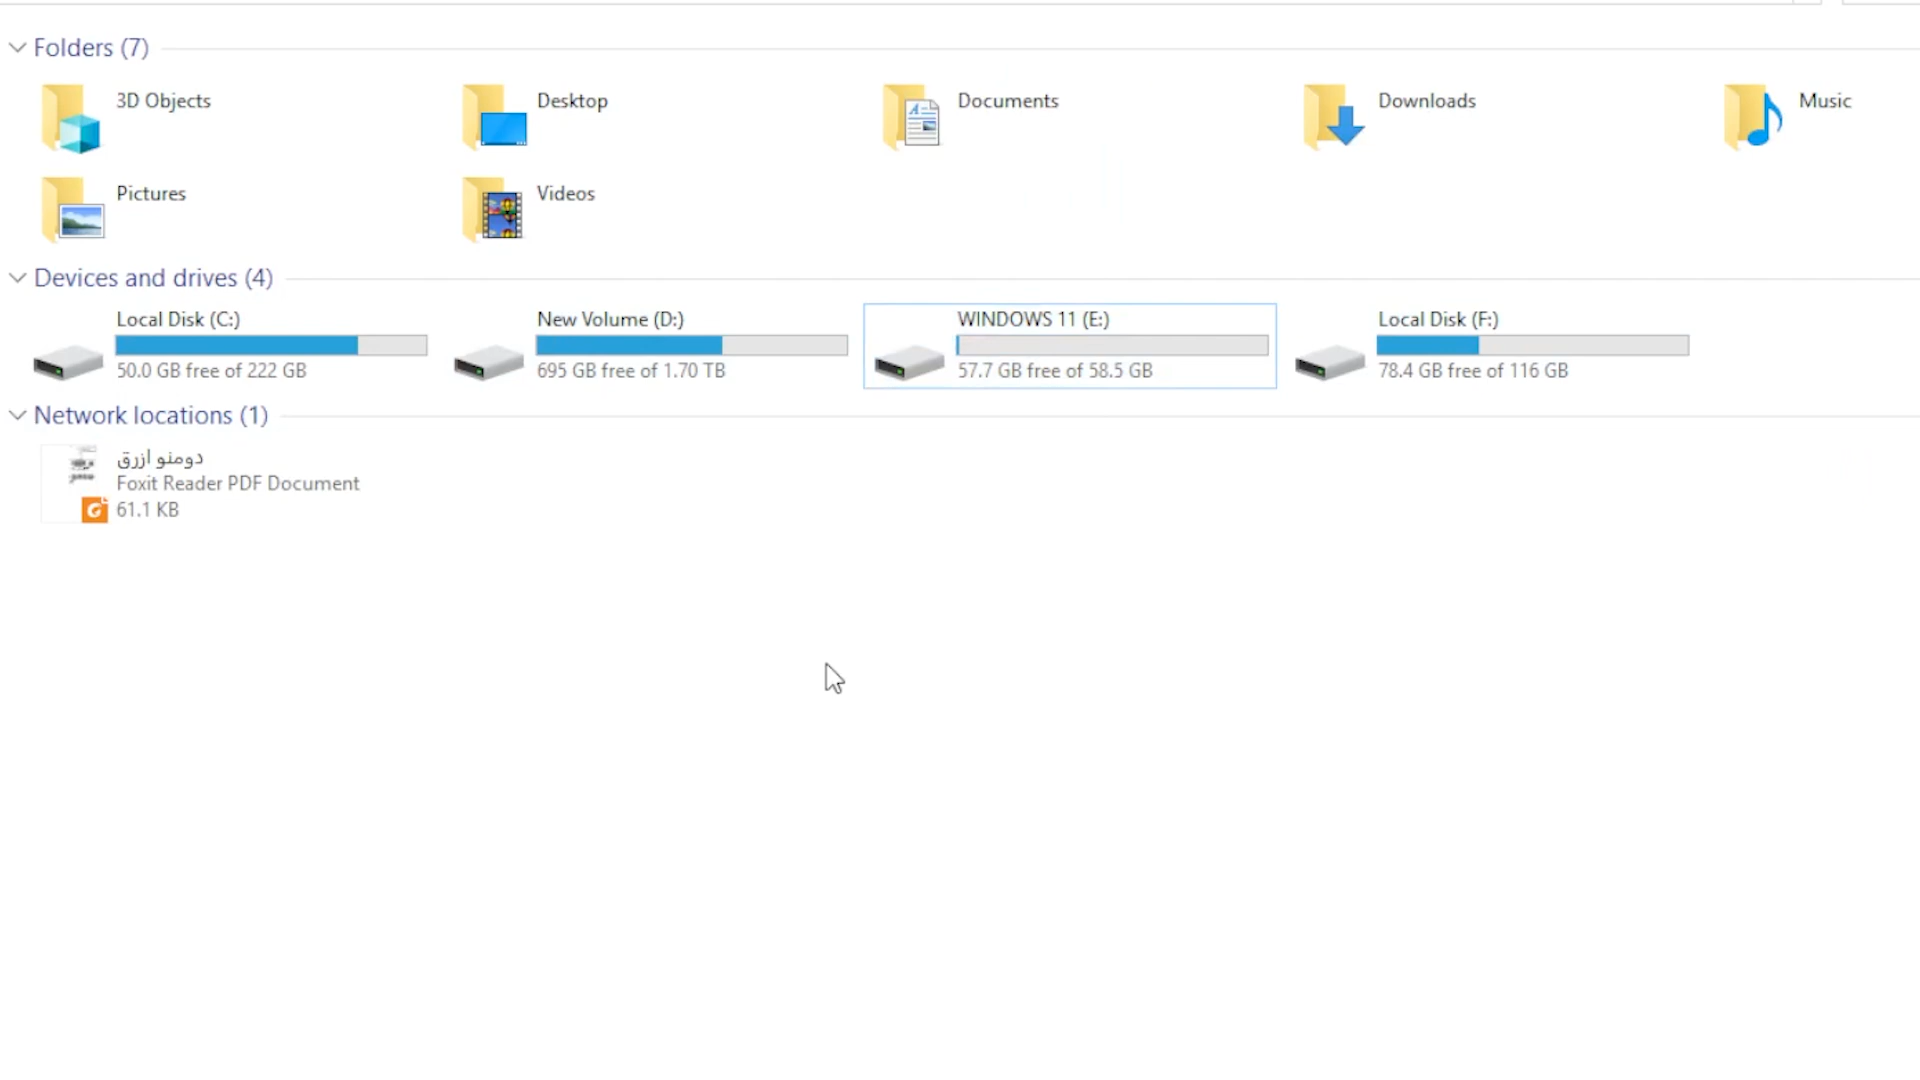 Folders (7)
3D Objects
Desktop
Documents
Downloads
Music
Pictures
Videos
Devices and drives (4)
Local Disk (C:)
50.0 GB free of 222 GB
New Volume (D:)
695 GB free of 1.70 TB
WINDOWS 11 (E:)
57.7 GB free of 58.5 GB
Local Disk (F:)
78.4 GB free of 116 GB
Network locations (1)
دومنو ازرق
Foxit Reader PDF Document
61.1 KB